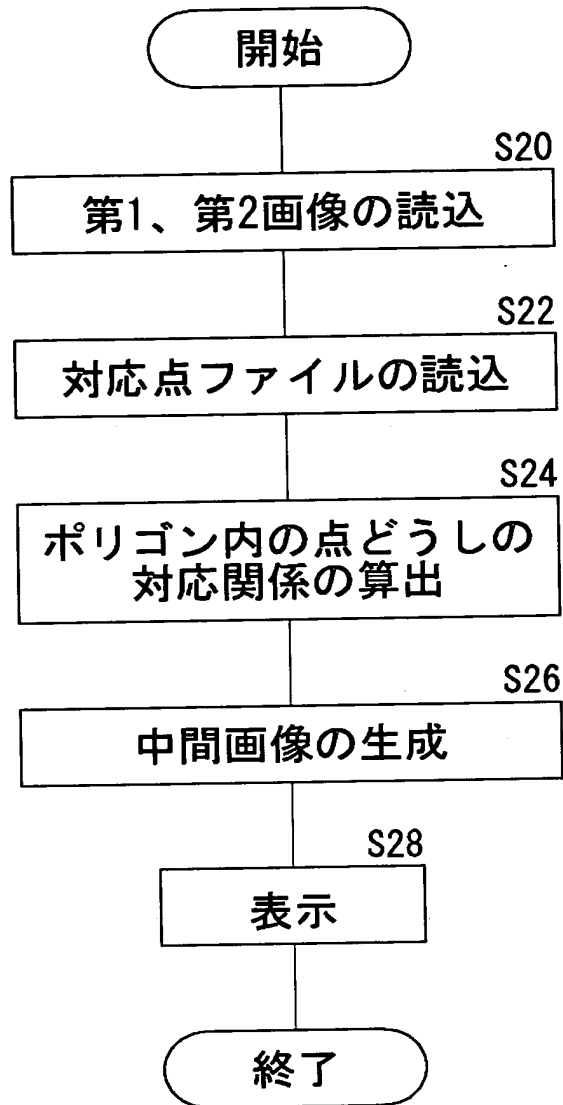 開始
S20
第1、第2画像の読込
S22
対応点ファイルの読込
S24
ポリゴン内の点どうしの
対応関係の算出
S26
中間画像の生成
S28
表示
終了